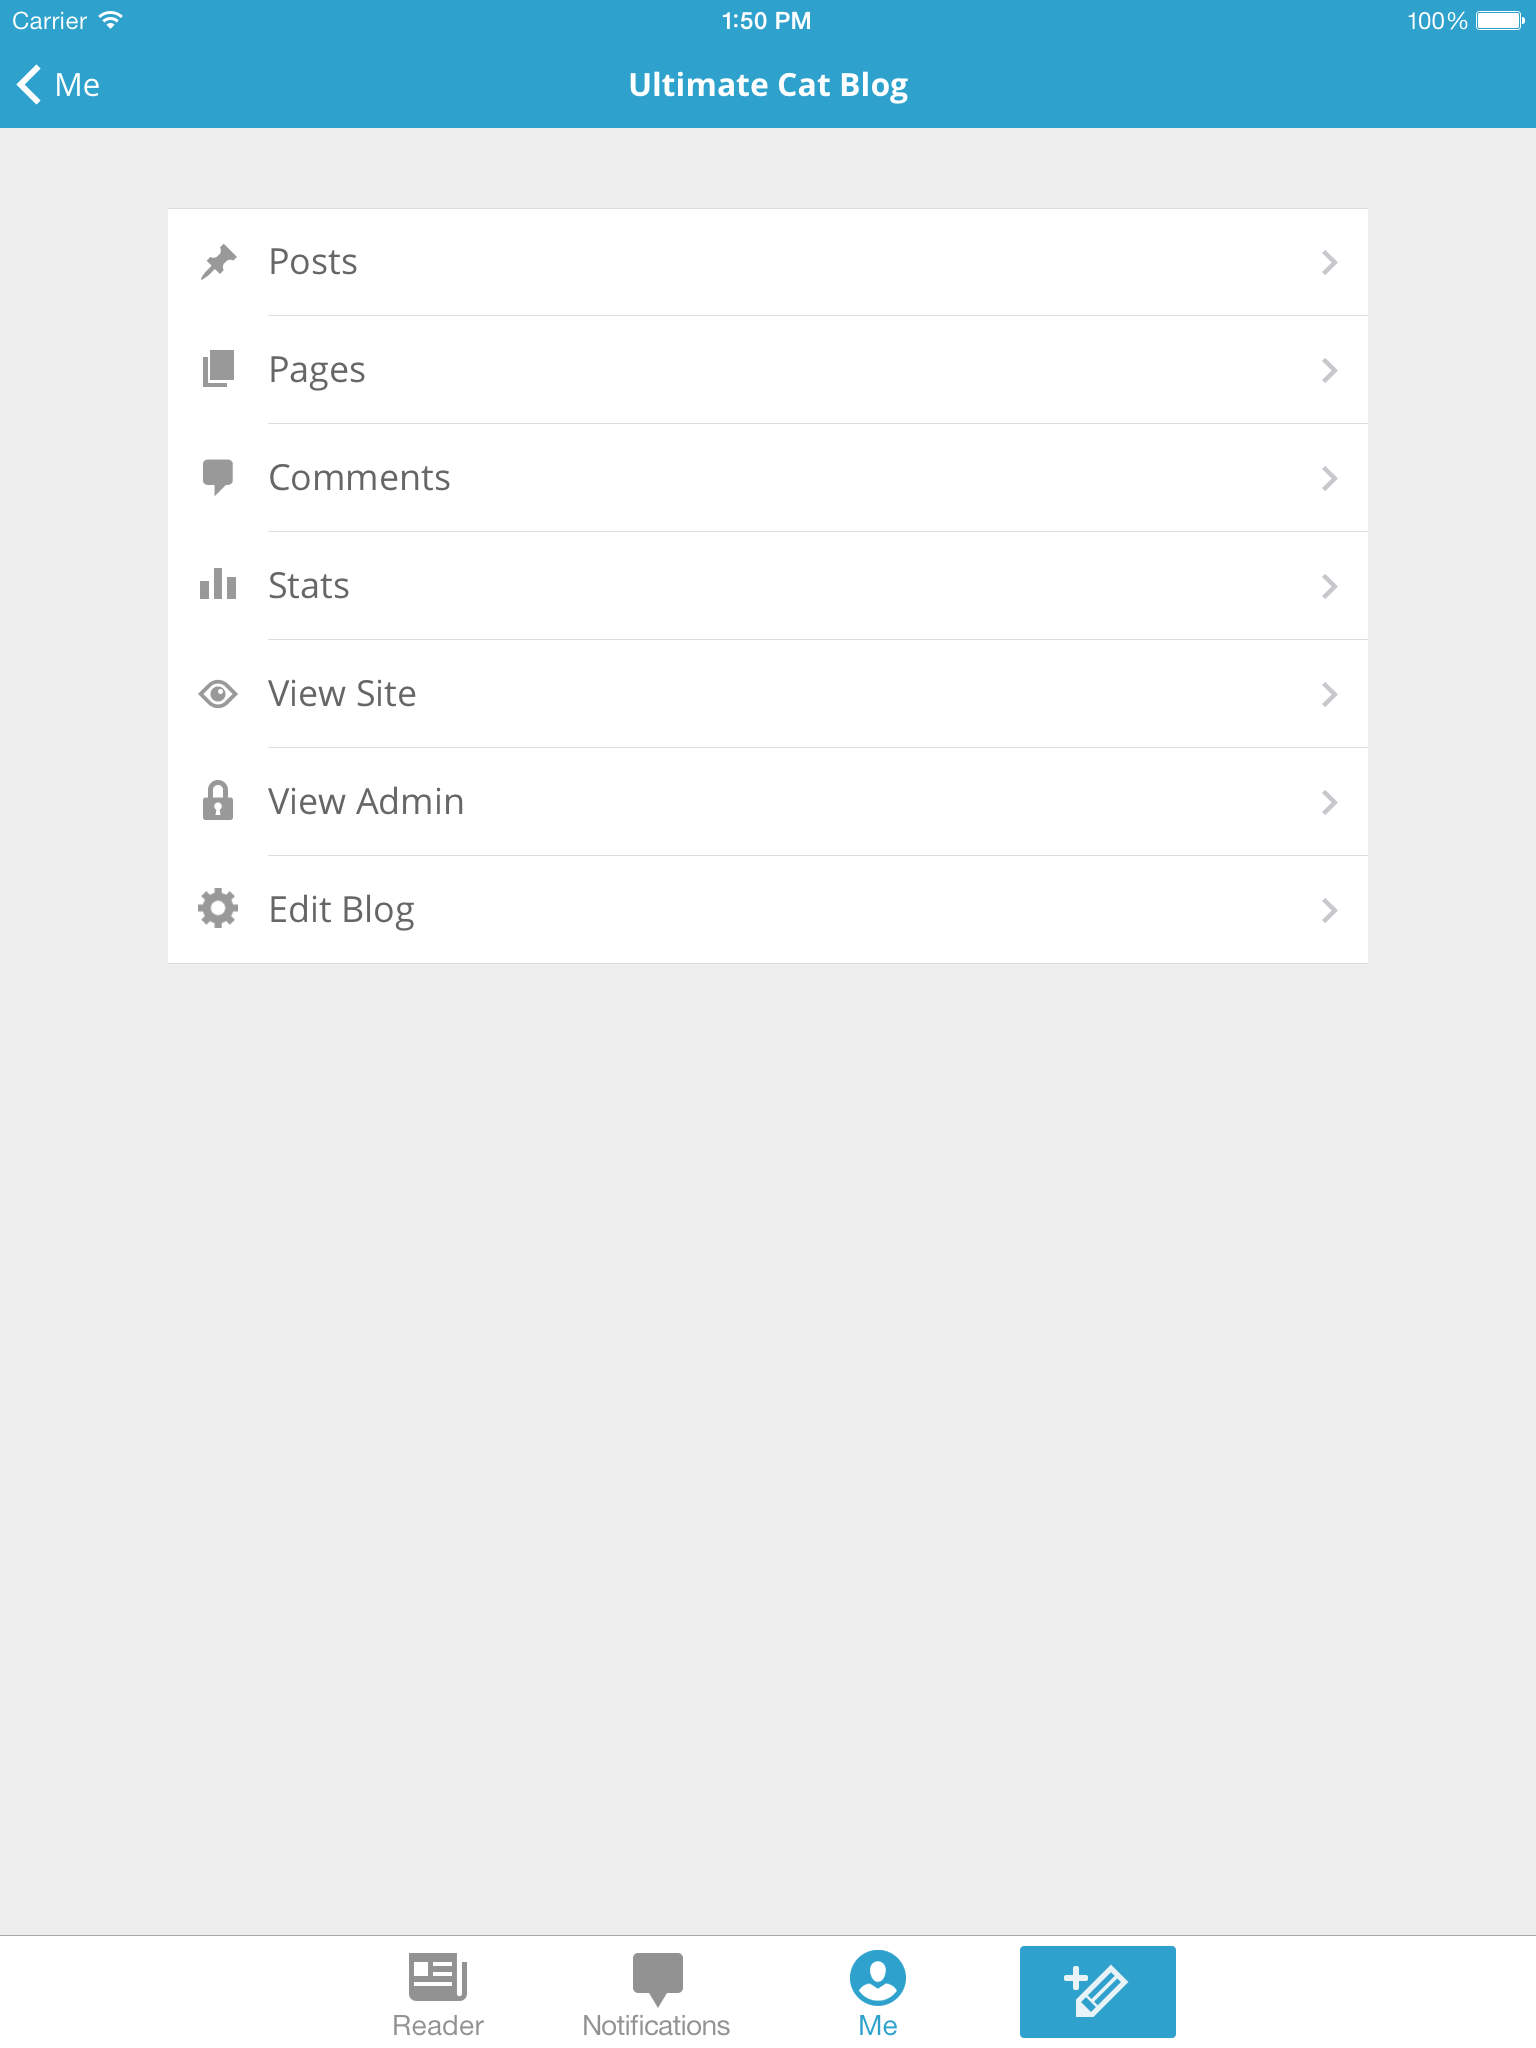 Carrier 1:50 PM 100%
Me Ultimate Cat Blog
Posts
Pages
Comments
Stats
View Site
View Admin
Edit Blog
Reader Notifications Me